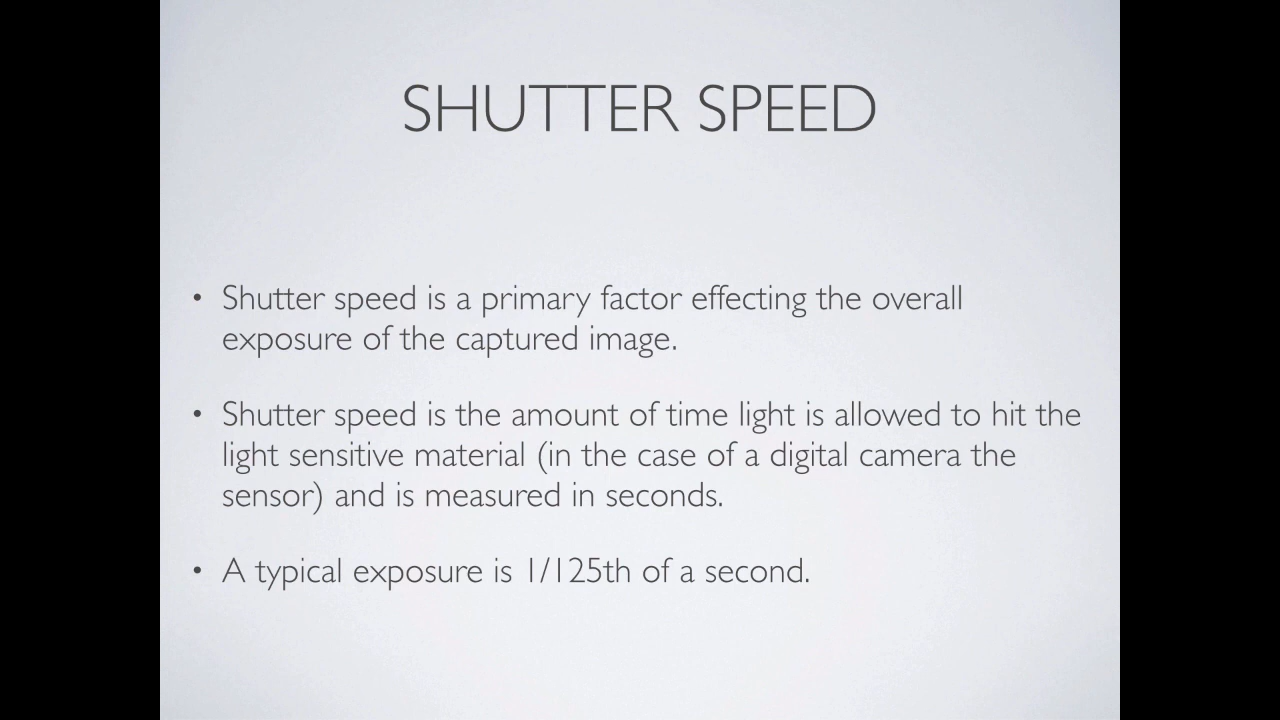 SHUTTER SPEED
• Shutter speed is a primary factor effecting the overall
exposure of the captured image.
• Shutter speed is the amount of time light is allowed to hit the
light sensitive material (in the case of a digital camera the
sensor) and is measured in seconds.
• A typical exposure is 1/125th of a second.